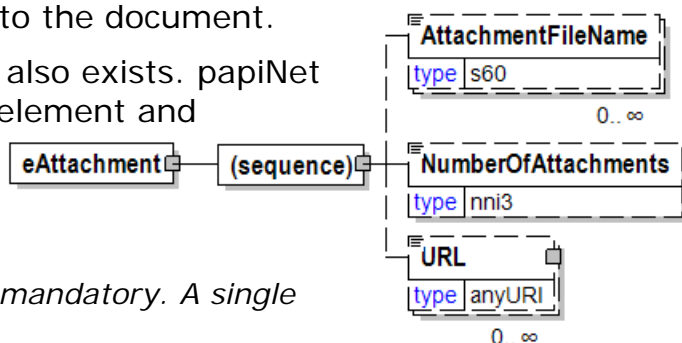 to the document.
also exists. papiNet
element and
mandatory. A single
eAttachment
(sequence)
AttachmentFileName
type s60
0.. ∞
NumberOfAttachments
type nni3
URL
type anyURI
0.. ∞